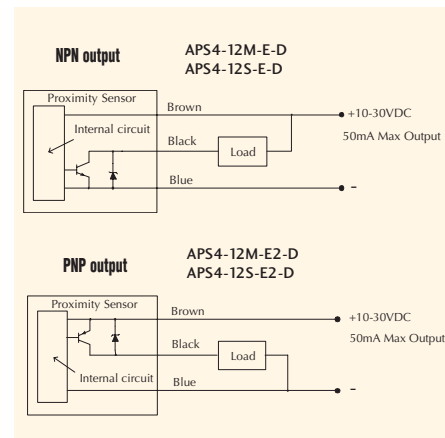 NPN output
APS4-12M-E-D
APS4-12S-E-D
Proximity Sensor
Brown
+10-30VDC
Internal circuit
50mA Max Output
Black
Load
Blue
-
PNP output
APS4-12M-E2-D
APS4-12S-E2-D
Proximity Sensor
Brown
+10-30VDC
50mA Max Output
Black
Load
Internal circuit
Blue
-